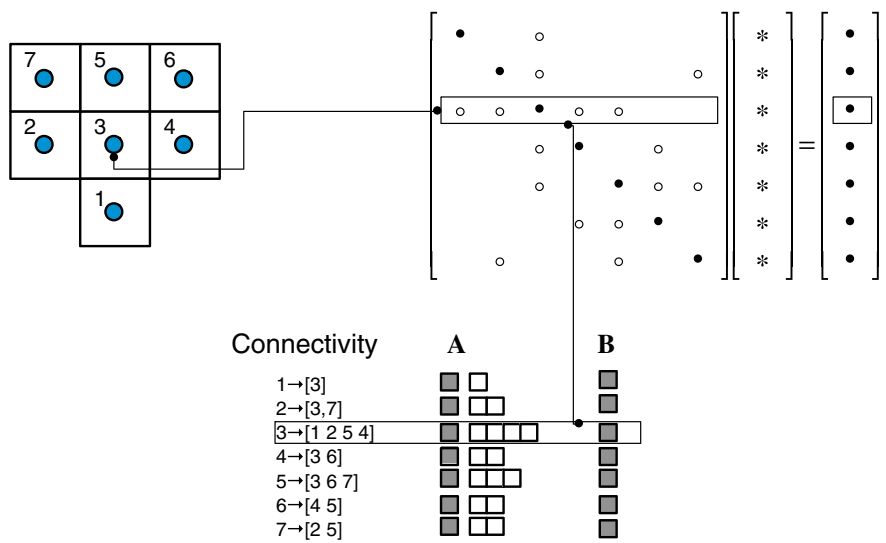 7 5 6
2 3 4
1
* 
*
*
* =
*
*
*
Connectivity A B
1→[3]
2→[3,7]
3→[1 2 5 4]
4→[3 6]
5→[3 6 7]
6→[4 5]
7→[2 5]